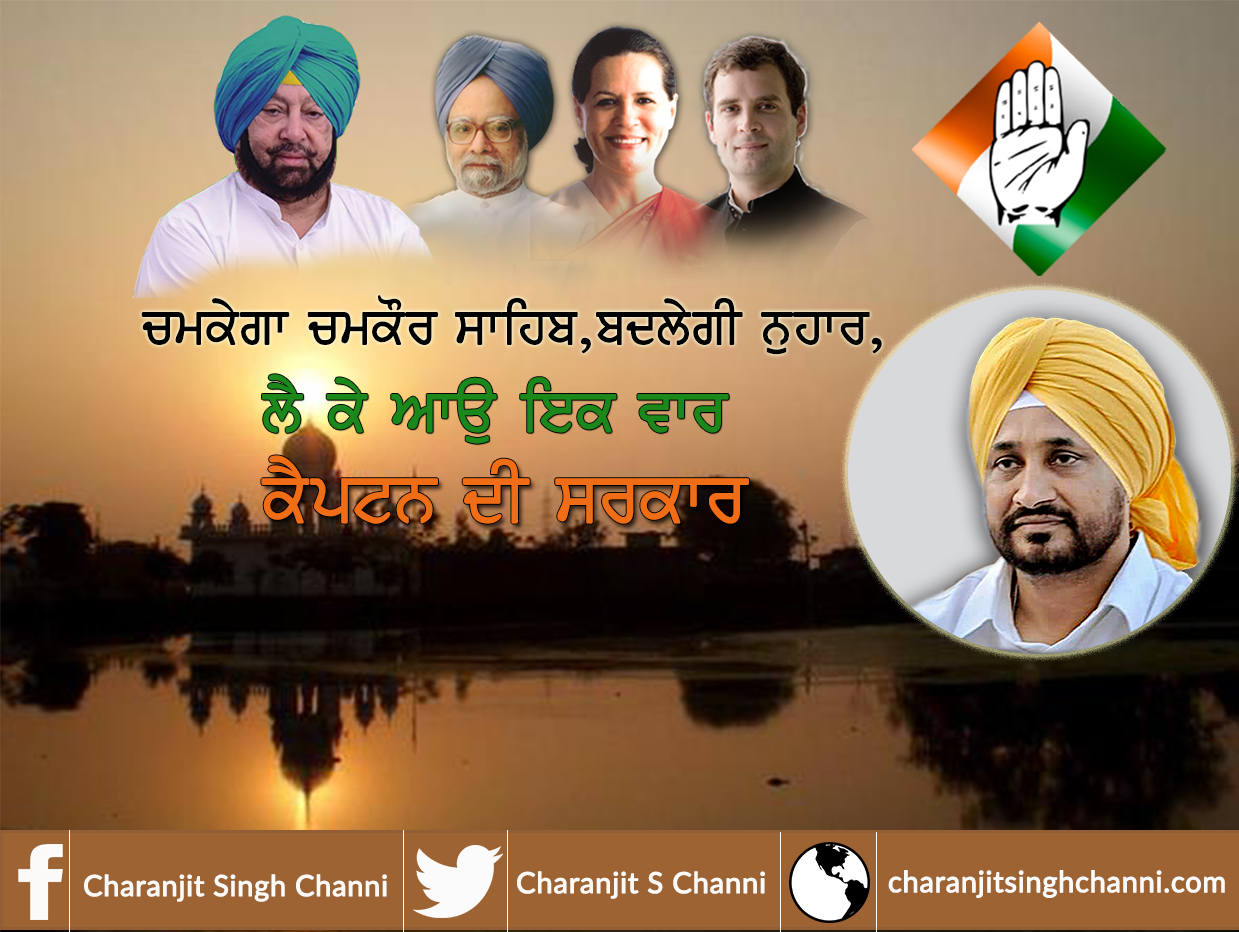 ਚਮਕੇਗਾ ਚਮਕੌਰ ਸਾਹਿਬ,ਬਦਲੇਗੀ ਨੁਹਾਰ,
ਲੈ ਕੇ ਆਉ ਇਕ ਵਾਰ
ਕੈਪਟਨ ਦੀ ਸਰਕਾਰ
Charanjit Singh Channi
Charanjit S Channi
charanjitsinghchanni.com